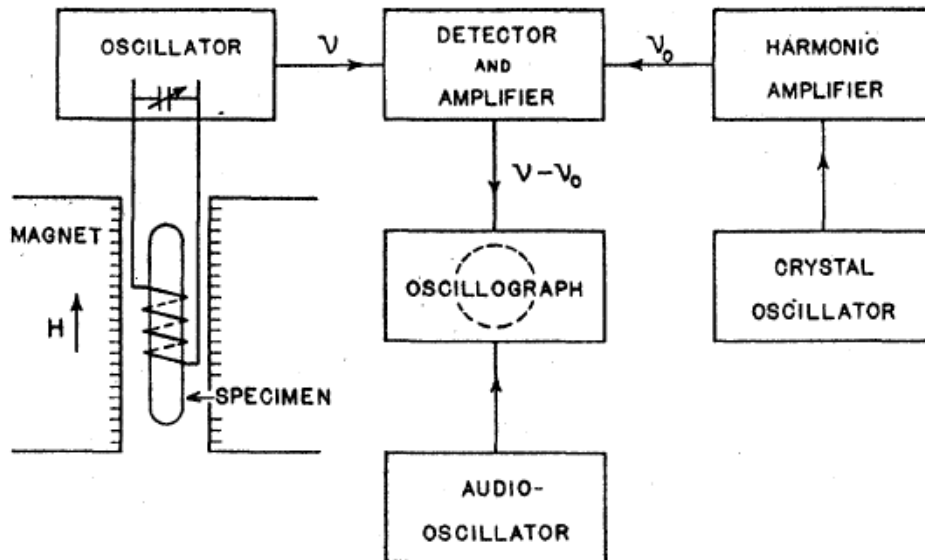 OSCILLATOR
ν
DETECTOR
AND
AMPLIFIER
ν₀
HARMONIC
AMPLIFIER
ν-ν₀
MAGNET
H
SPECIMEN
OSCILLOGRAPH
CRYSTAL
OSCILLATOR
AUDIO-
OSCILLATOR